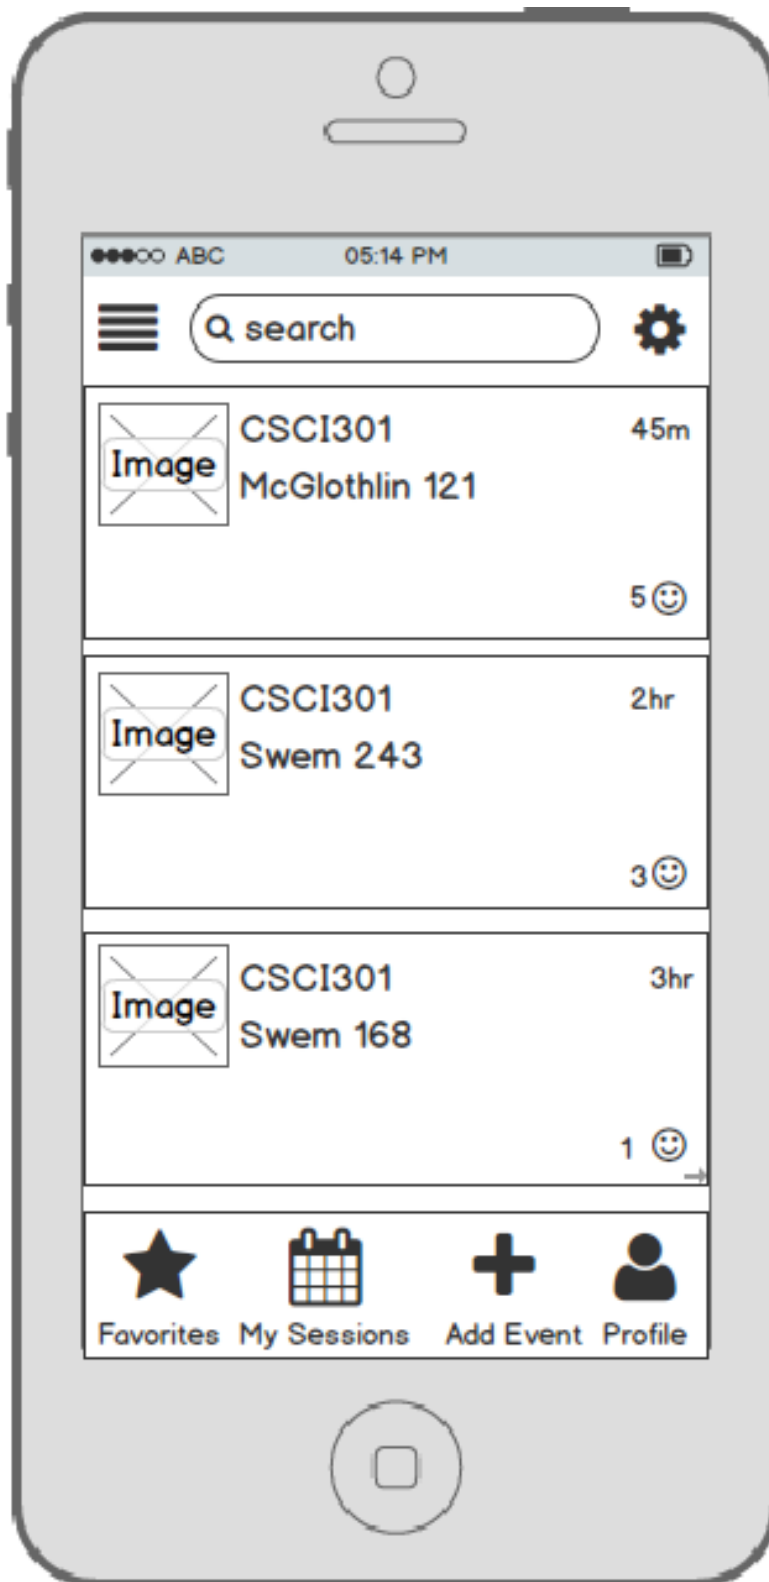 ABC 05:14 PM
search
Image CSCI301 45m
McGlothlin 121
5
Image CSCI301 2hr
Swem 243
3
Image CSCI301 3hr
Swem 168
1
Favorites My Sessions Add Event Profile